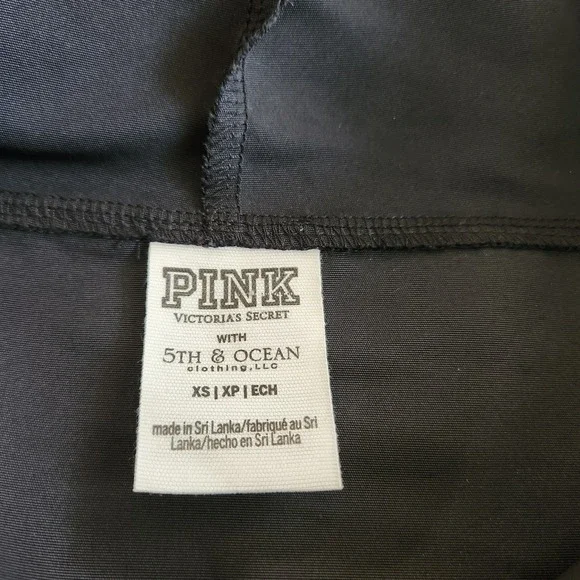 PINK
VICTORIA'S SECRET
WITH
5TH & OCEAN
clothing,LLC
XS | XP | ECH
made in Sri Lanka/fabriqué au Sri
Lanka/hecho en Sri Lanka